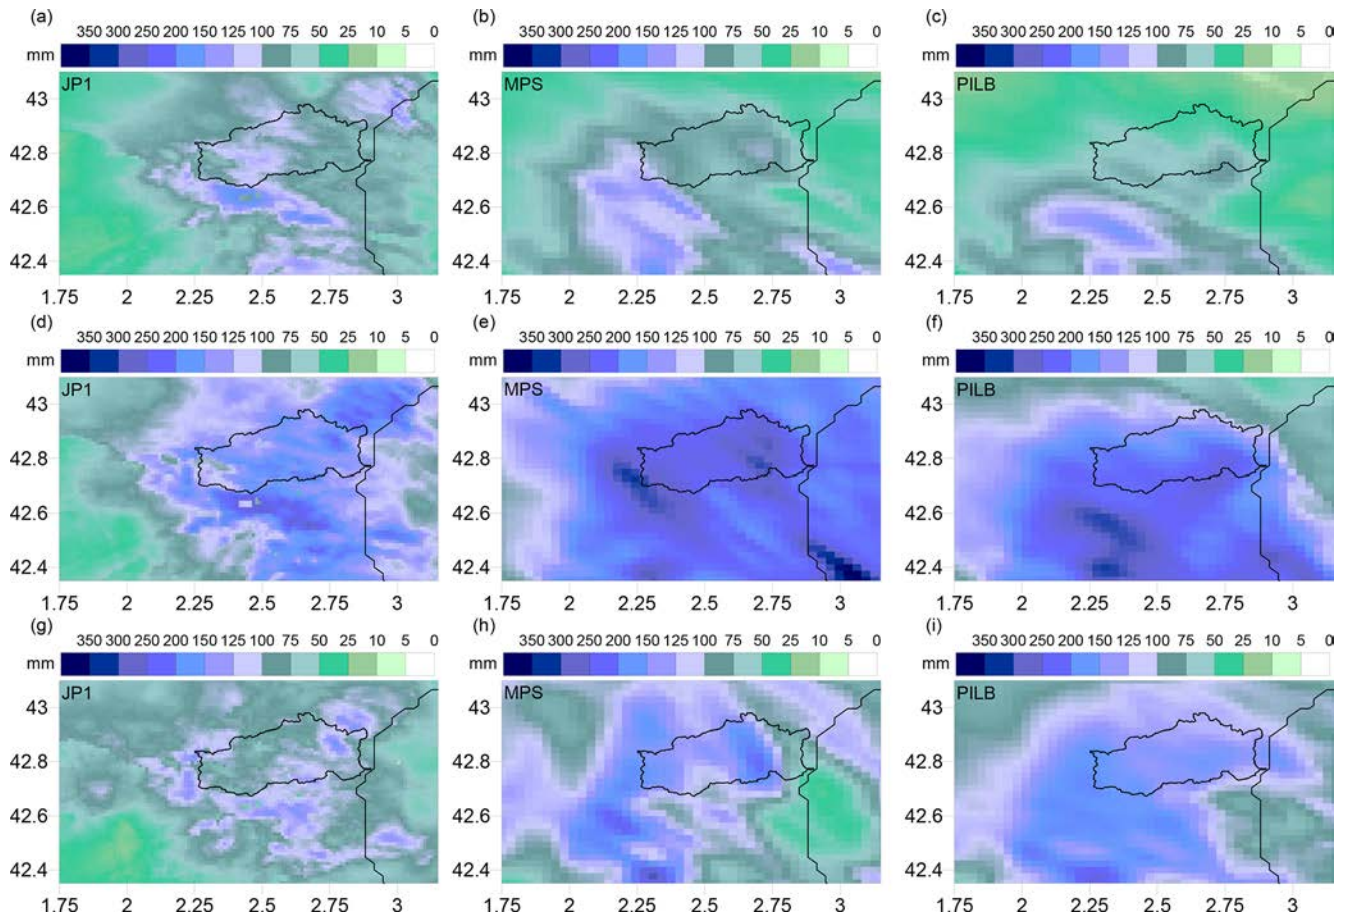 (a) (b) (c)
350 300 250 200 150 125 100 75 50 25 10 5 0 350 300 250 200 150 125 100 75 50 25 10 5 0 350 300 250 200 150 125 100 75 50 25 10 5 0
mm mm mm
JP1 MPS PILB
43 43 43
42.8 42.8 42.8
42.6 42.6 42.6
42.4 42.4 42.4
1.75 2 2.25 2.5 2.75 3 1.75 2 2.25 2.5 2.75 3 1.75 2 2.25 2.5 2.75 3
(d) (e) (f)
350 300 250 200 150 125 100 75 50 25 10 5 0 350 300 250 200 150 125 100 75 50 25 10 5 0 350 300 250 200 150 125 100 75 50 25 10 5 0
mm mm mm
JP1 MPS PILB
43 43 43
42.8 42.8 42.8
42.6 42.6 42.6
42.4 42.4 42.4
1.75 2 2.25 2.5 2.75 3 1.75 2 2.25 2.5 2.75 3 1.75 2 2.25 2.5 2.75 3
(g) (h) (i)
350 300 250 200 150 125 100 75 50 25 10 5 0 350 300 250 200 150 125 100 75 50 25 10 5 0 350 300 250 200 150 125 100 75 50 25 10 5 0
mm mm mm
JP1 MPS PILB
43 43 43
42.8 42.8 42.8
42.6 42.6 42.6
42.4 42.4 42.4
1.75 2 2.25 2.5 2.75 3 1.75 2 2.25 2.5 2.75 3 1.75 2 2.25 2.5 2.75 3